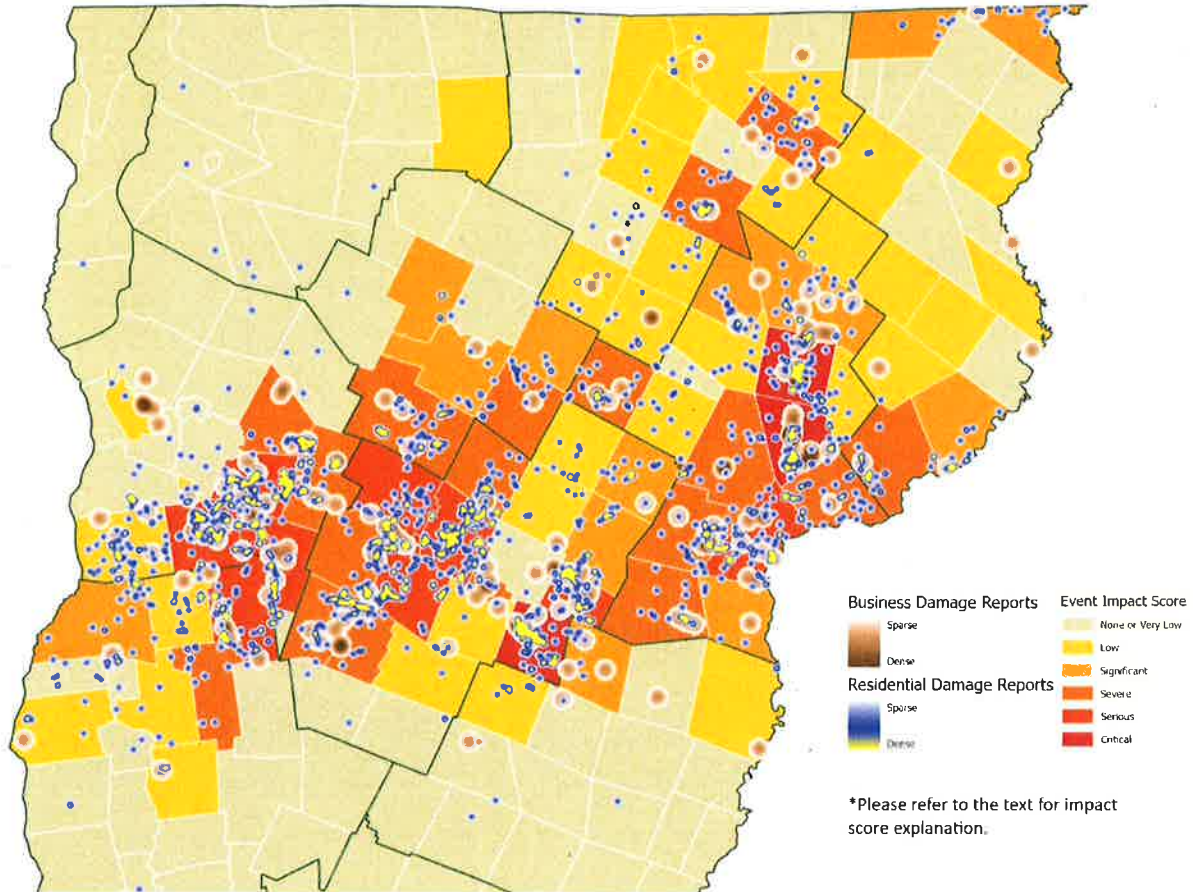 Business Damage Reports
Sparse
Dense
Residential Damage Reports
Sparse
Dense
Event Impact Score
None or Very Low
Low
Significant
Severe
Serious
Critical
*Please refer to the text for impact
score explanation.